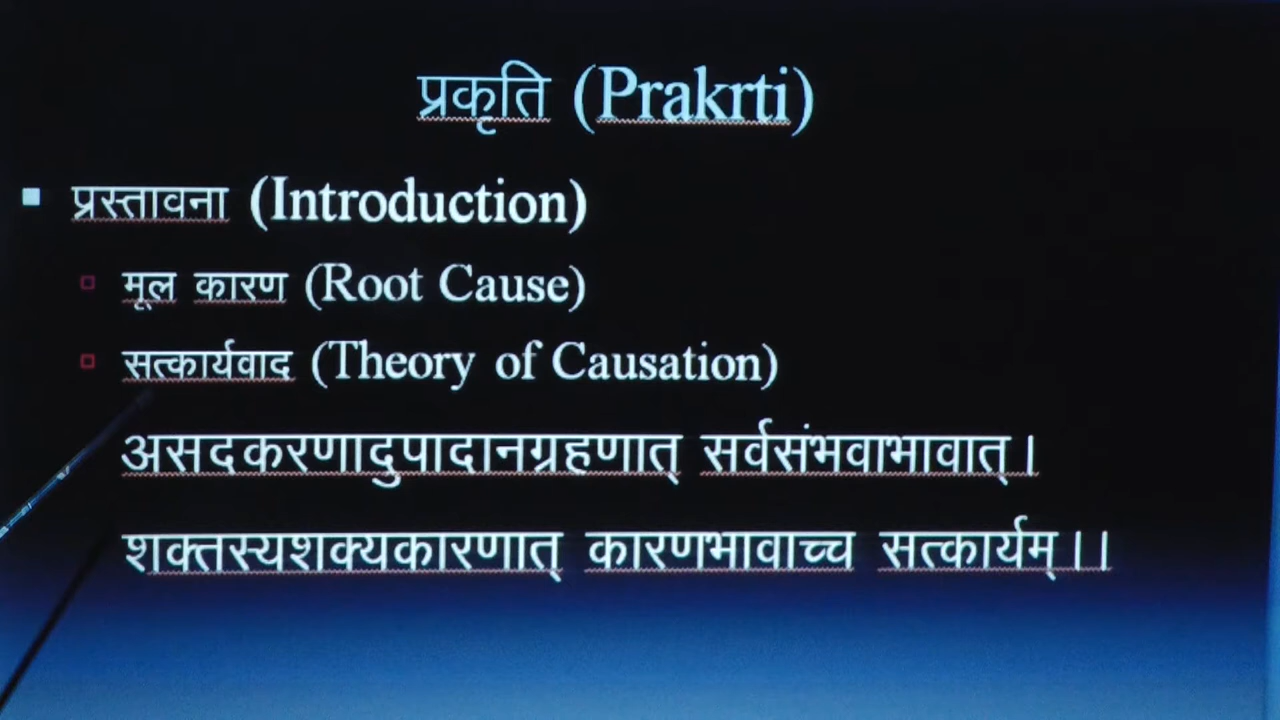 प्रकृति (Prakrti)
प्रस्तावना (Introduction)
मूल कारण (Root Cause)
सत्कार्यवाद (Theory of Causation)
असदकरणादुपादानग्रहणात् सर्वसंभवाभावात्।
शक्तस्यशक्यकारणात् कारणभावाच्च सत्कार्यम्।।